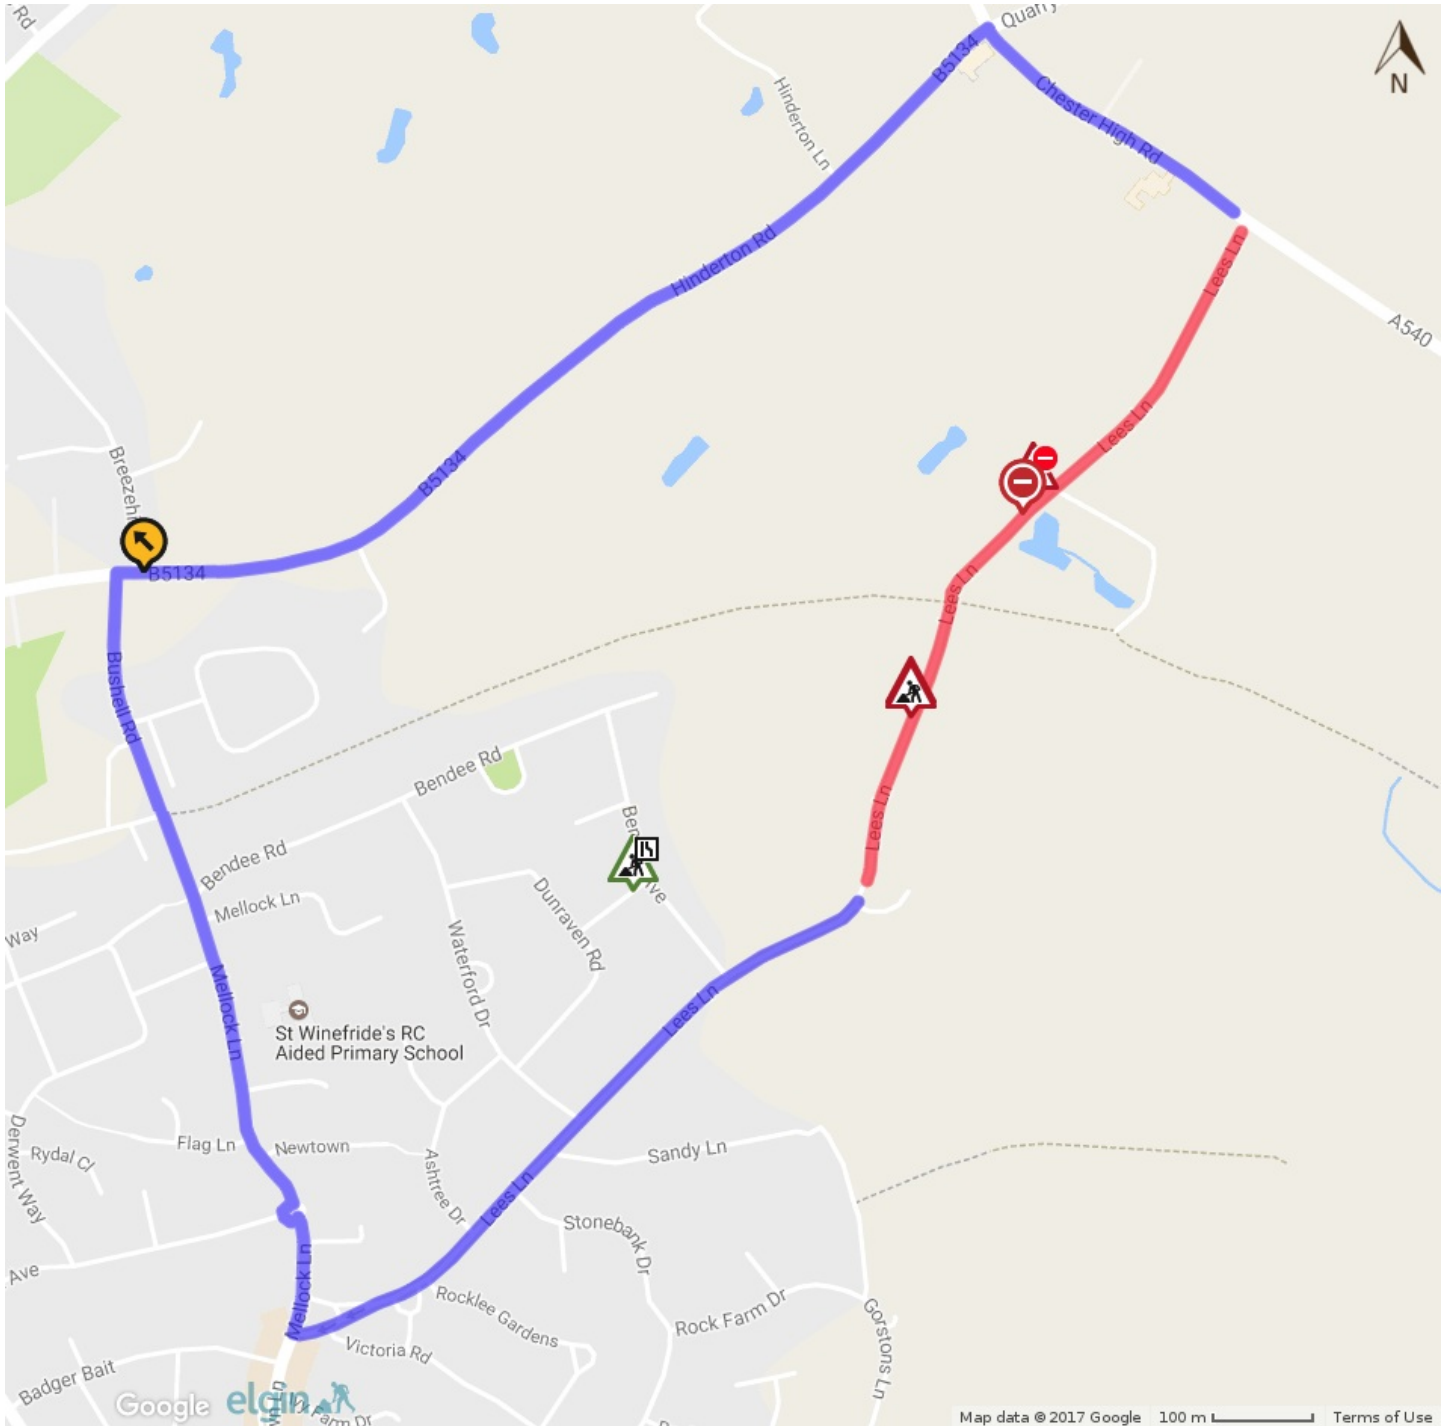 Rd
Quarry
N
B5134
Chester High Rd
Hinderton Ln
Hinderton Rd
Lees Ln
A540
Lees Ln
B5134
B5134
Lees Ln
Bushell Rd
Bendee Rd
Lees Ln
Bendee Rd
Mellock Ln
Dunraven Rd
Way
Waterford Dr
Mellock Ln
Lees Ln
St Winefride's RC
Aided Primary School
Derwent Way
Rydal Cl
Flag Ln
Newtown
Ashtree Dr
Sandy Ln
Lees Ln
Stonebank Dr
Ave
Mellock Ln
Rocklee Gardens
Rock Farm Dr
Gorstons Ln
Victoria Rd
Badger Bait
Google
elgin
Farm Dr
Map data ©2017 Google 100 m Terms of Use